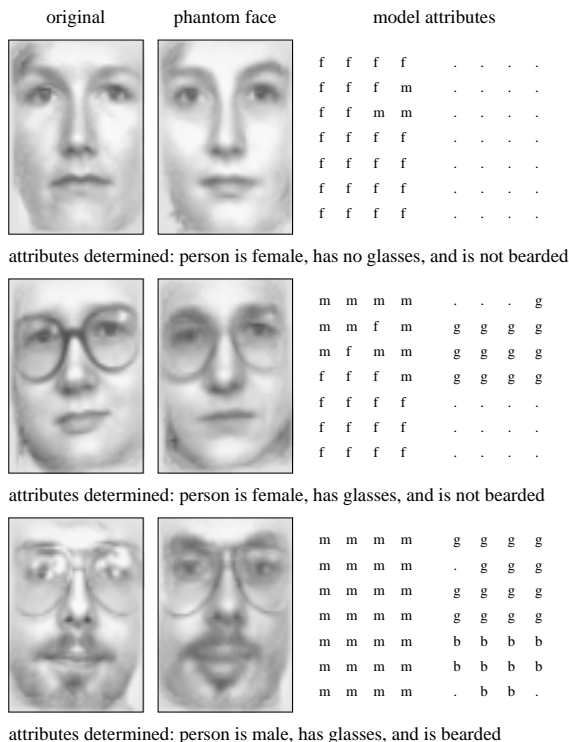 original phantom face model attributes
f f f f . . . .
f f f m . . . .
f f m m . . . .
f f f f . . . .
f f f f . . . .
f f f f . . . .
f f f f . . . .
attributes determined: person is female, has no glasses, and is not bearded
m m m m . . . g
m m f m g g g g
m f m m g g g g
f f f m g g g g
f f f f . . . .
f f f f . . . .
f f f f . . . .
attributes determined: person is female, has glasses, and is not bearded
m m m m g g g g
m m m m . g g g
m m m m g g g g
m m m m g g g g
m m m m b b b b
m m m m b b b b
m m m m . b b .
attributes determined: person is male, has glasses, and is bearded